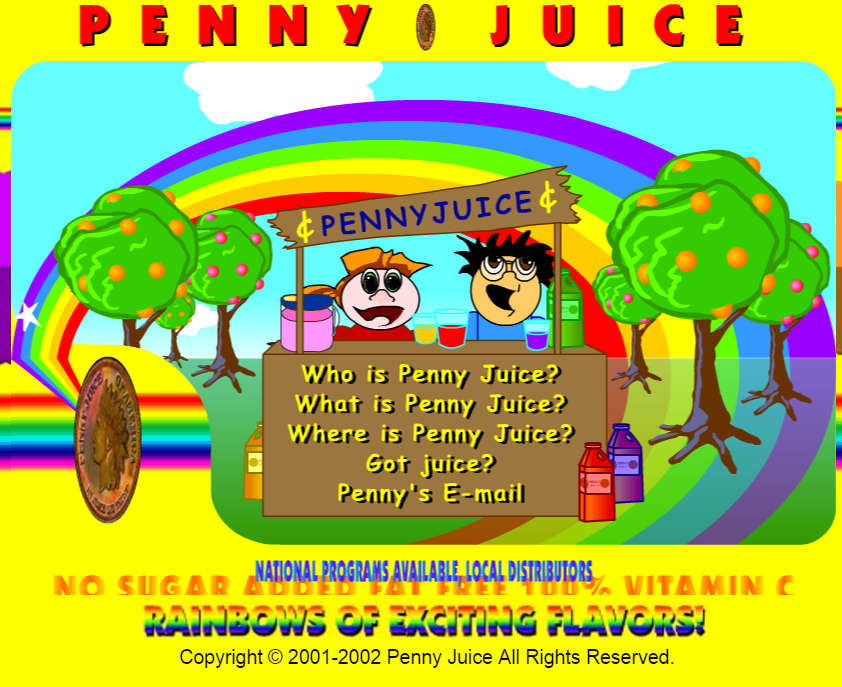 PENNY JUICE
¢ PENNYJUICE ¢
Who is Penny Juice?
What is Penny Juice?
Where is Penny Juice?
Got juice?
Penny's E-mail
NATIONAL PROGRAMS AVAILABLE, LOCAL DISTRIBUTORS
NO SUGAR ADDED FAT FREE 100% VITAMIN C
RAINBOWS OF EXCITING FLAVORS!
Copyright © 2001-2002 Penny Juice All Rights Reserved.